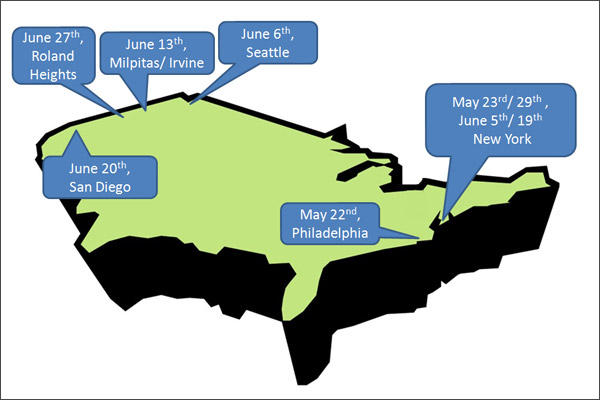 June 27th,
Roland
Heights
June 13th,
Milpitas/ Irvine
June 6th,
Seattle
May 23rd/ 29th ,
June 5th/ 19th
New York
June 20th,
San Diego
May 22nd,
Philadelphia